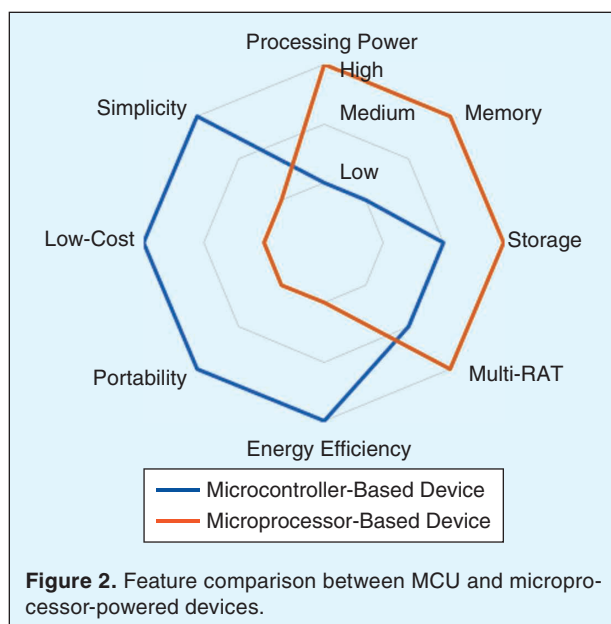 Processing Power
High
Simplicity
Memory
Medium
Low
Low-Cost
Storage
Portability
Multi-RAT
Energy Efficiency
Microcontroller-Based Device
Microprocessor-Based Device
Figure 2. Feature comparison between MCU and micropro-
cessor-powered devices.